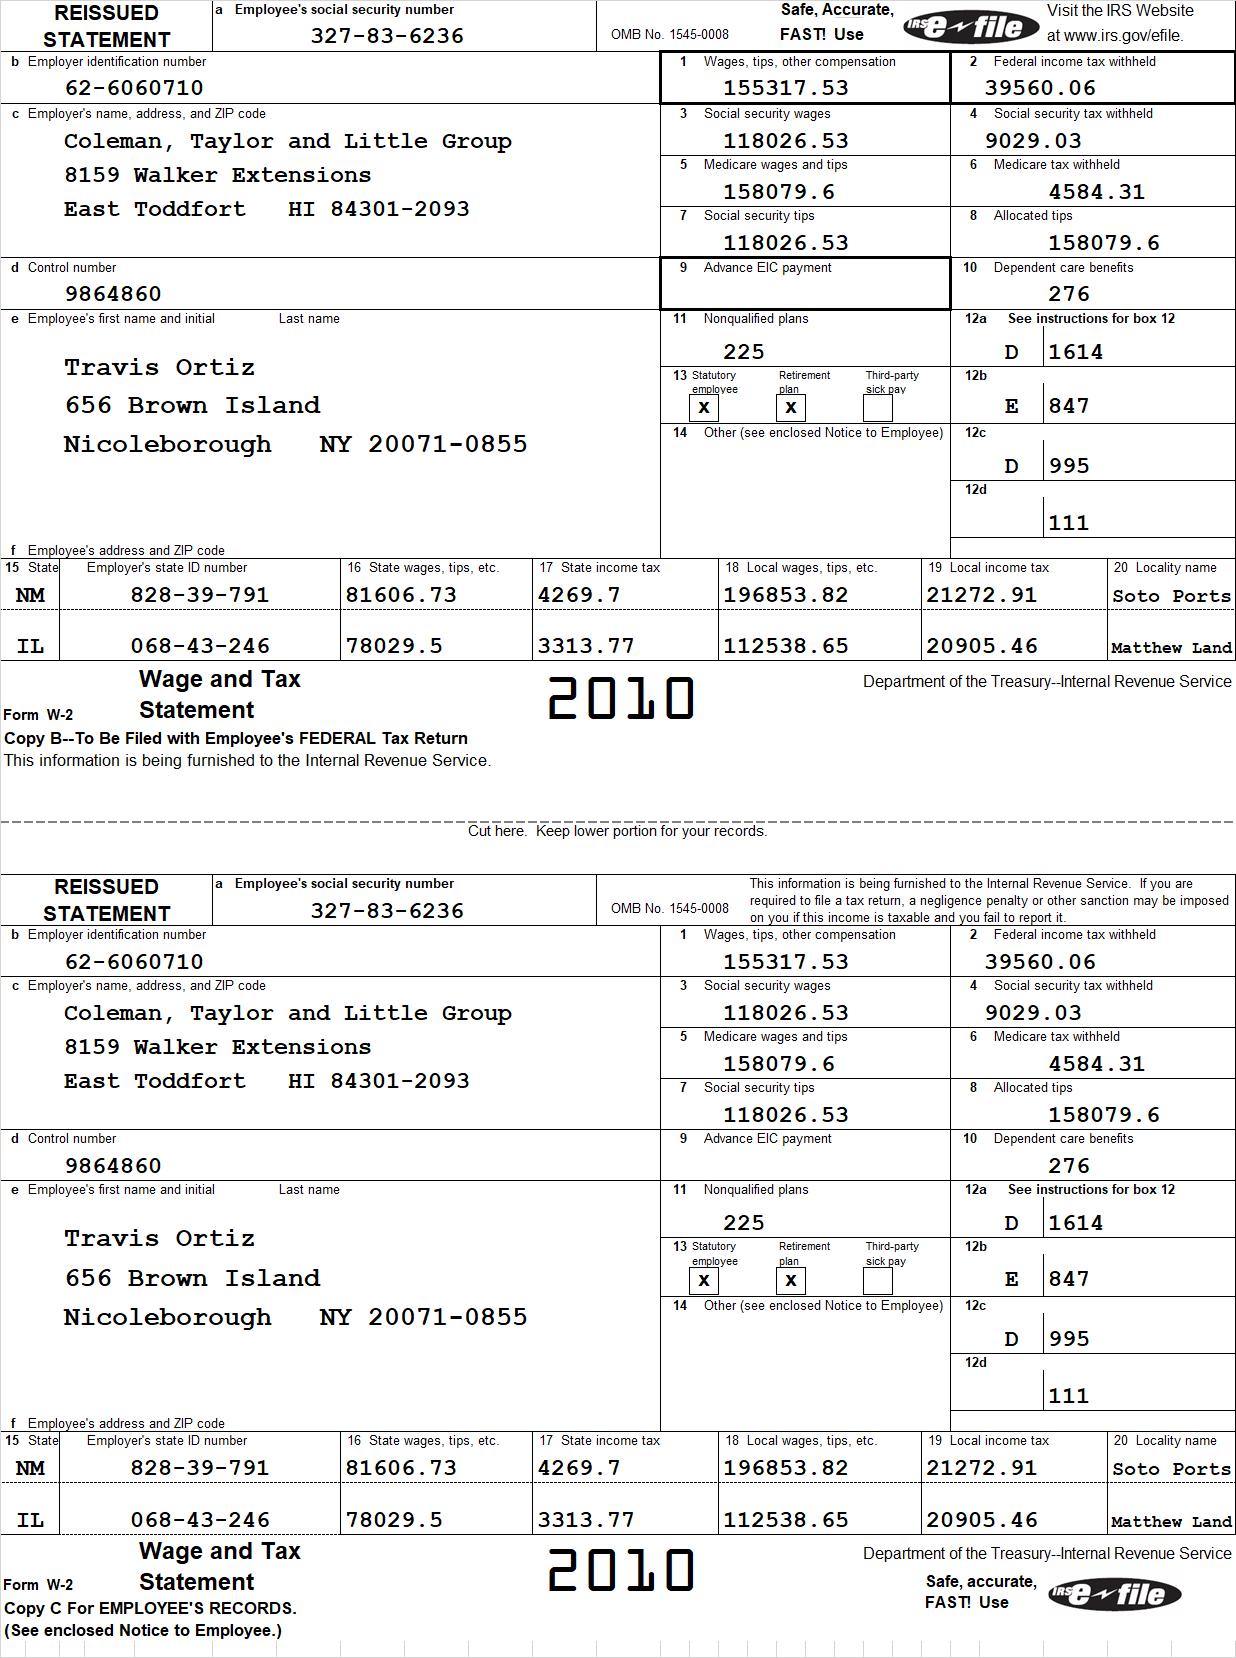 REISSUED STATEMENT
a Employee's social security number
327-83-6236
OMB No. 1545-0008
Safe, Accurate,
FAST! Use
IRS e-file
Visit the IRS Website
at www.irs.gov/efile.
b Employer identification number
62-6060710
1 Wages, tips, other compensation
155317.53
2 Federal income tax withheld
39560.06
c Employer's name, address, and ZIP code
Coleman, Taylor and Little Group
8159 Walker Extensions
East Toddfort HI 84301-2093
3 Social security wages
118026.53
4 Social security tax withheld
9029.03
5 Medicare wages and tips
158079.6
6 Medicare tax withheld
4584.31
7 Social security tips
118026.53
8 Allocated tips
158079.6
d Control number
9864860
9 Advance EIC payment
10 Dependent care benefits
276
e Employee's first name and initial Last name
Travis Ortiz
656 Brown Island
Nicoleborough NY 20071-0855
f Employee's address and ZIP code
11 Nonqualified plans
225
12a See instructions for box 12
D 1614
13 Statutory employee
x
Retirement plan
x
Third-party sick pay
12b
E 847
14 Other (see enclosed Notice to Employee)
12c
D 995
12d
111
15 State Employer's state ID number 16 State wages, tips, etc. 17 State income tax 18 Local wages, tips, etc. 19 Local income tax 20 Locality name
NM 828-39-791 81606.73 4269.7 196853.82 21272.91 Soto Ports
IL 068-43-246 78029.5 3313.77 112538.65 20905.46 Matthew Land
Form W-2
Wage and Tax
Statement
2010
Department of the Treasury--Internal Revenue Service
Copy B--To Be Filed with Employee's FEDERAL Tax Return
This information is being furnished to the Internal Revenue Service.
Cut here. Keep lower portion for your records.
REISSUED STATEMENT
a Employee's social security number
327-83-6236
OMB No. 1545-0008
This information is being furnished to the Internal Revenue Service. If you are
required to file a tax return, a negligence penalty or other sanction may be imposed
on you if this income is taxable and you fail to report it.
b Employer identification number
62-6060710
1 Wages, tips, other compensation
155317.53
2 Federal income tax withheld
39560.06
c Employer's name, address, and ZIP code
Coleman, Taylor and Little Group
8159 Walker Extensions
East Toddfort HI 84301-2093
3 Social security wages
118026.53
4 Social security tax withheld
9029.03
5 Medicare wages and tips
158079.6
6 Medicare tax withheld
4584.31
7 Social security tips
118026.53
8 Allocated tips
158079.6
d Control number
9864860
9 Advance EIC payment
10 Dependent care benefits
276
e Employee's first name and initial Last name
Travis Ortiz
656 Brown Island
Nicoleborough NY 20071-0855
f Employee's address and ZIP code
11 Nonqualified plans
225
12a See instructions for box 12
D 1614
13 Statutory employee
x
Retirement plan
x
Third-party sick pay
12b
E 847
14 Other (see enclosed Notice to Employee)
12c
D 995
12d
111
15 State Employer's state ID number 16 State wages, tips, etc. 17 State income tax 18 Local wages, tips, etc. 19 Local income tax 20 Locality name
NM 828-39-791 81606.73 4269.7 196853.82 21272.91 Soto Ports
IL 068-43-246 78029.5 3313.77 112538.65 20905.46 Matthew Land
Form W-2
Wage and Tax
Statement
2010
Department of the Treasury--Internal Revenue Service
Safe, accurate,
FAST! Use
IRS e-file
Copy C For EMPLOYEE'S RECORDS.
(See enclosed Notice to Employee.)